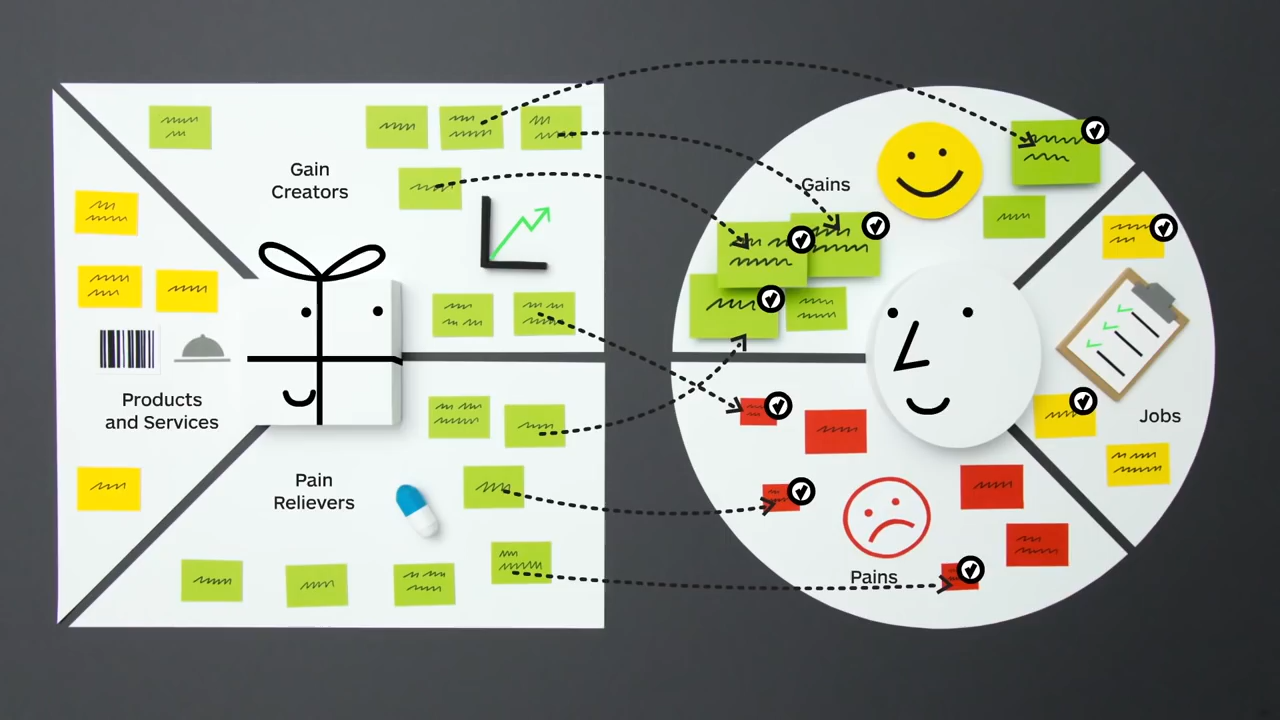 Gain
Creators
Products
and Services
Pain
Relievers
Gains
Jobs
Pains